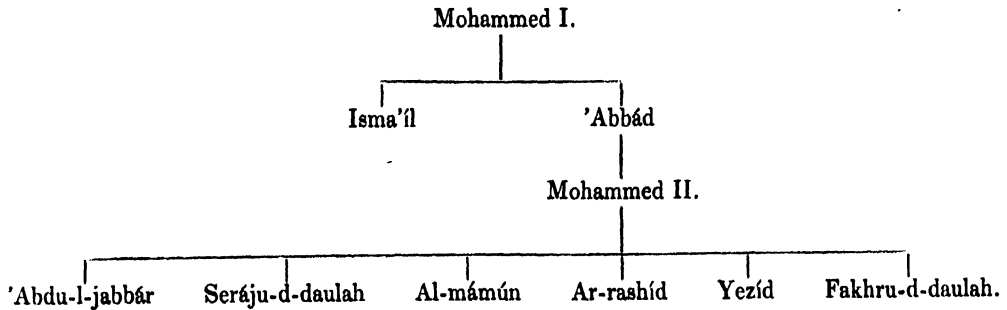 Mohammed I.
Isma'íl 'Abbád
Mohammed II.
'Abdu-l-jabbár Seráju-d-daulah Al-mámún Ar-rashíd Yezíd Fakhru-d-daulah.